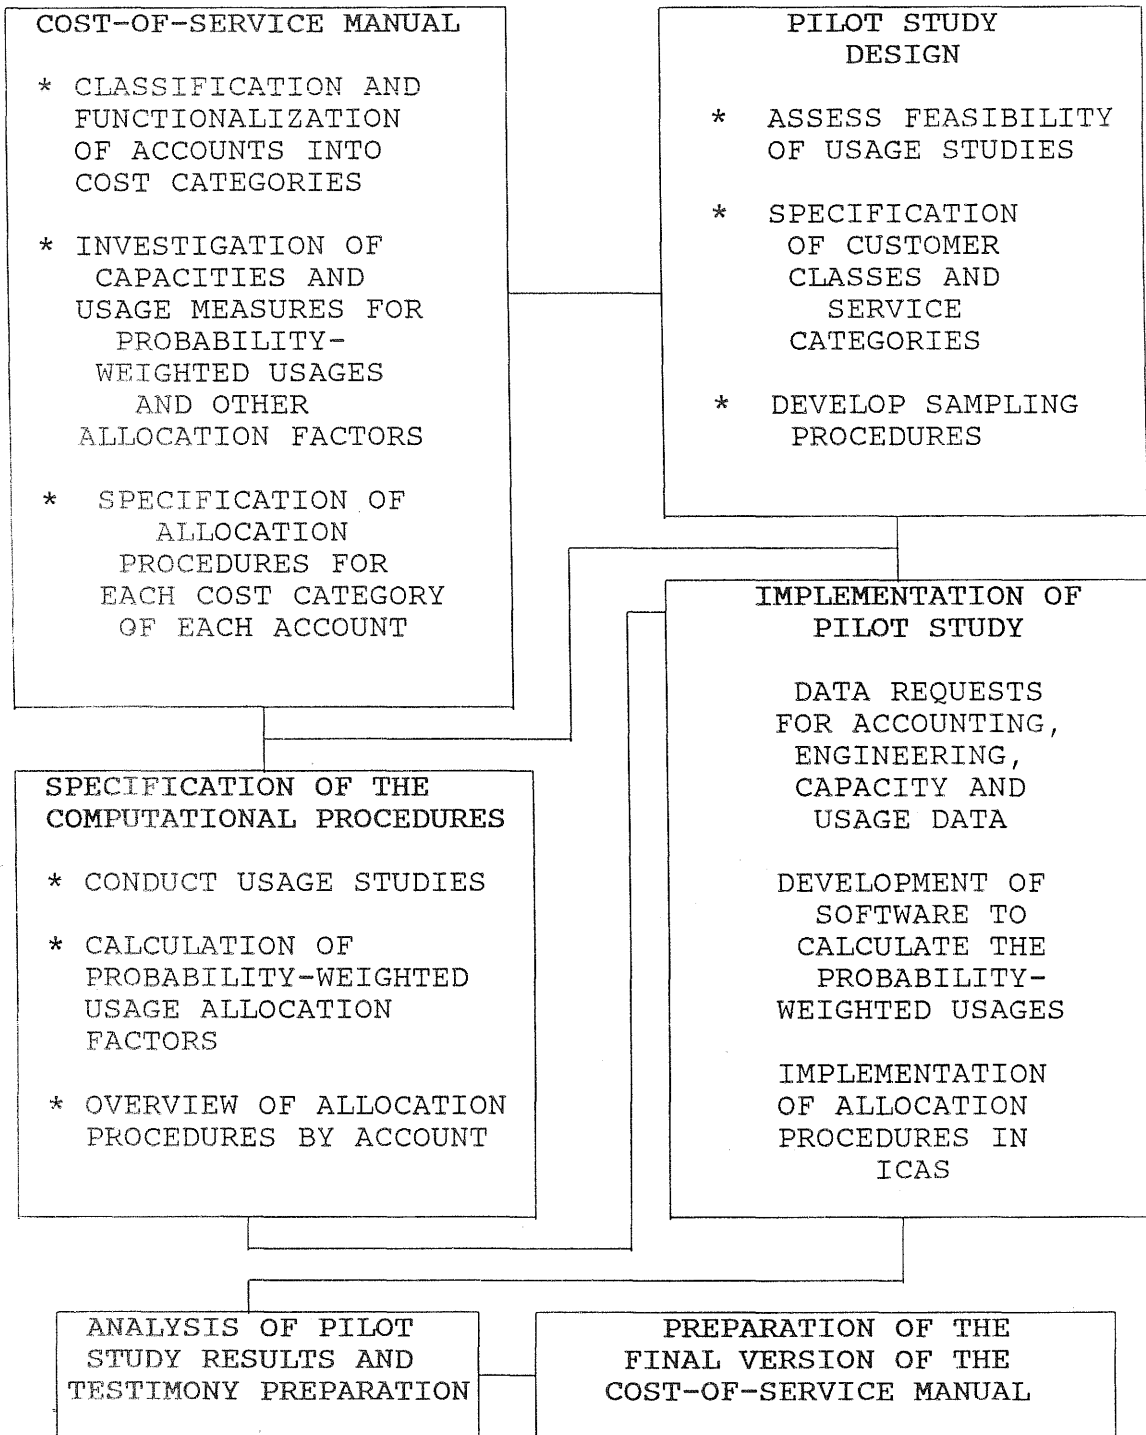 COST-OF-SERVICE MANUAL
* CLASSIFICATION AND
FUNCTIONALIZATION
OF ACCOUNTS INTO
COST CATEGORIES
* INVESTIGATION OF
CAPACITIES AND
USAGE MEASURES FOR
PROBABILITY-
WEIGHTED USAGES
AND OTHER
ALLOCATION FACTORS
* SPECIFICATION OF
ALLOCATION
PROCEDURES FOR
EACH COST CATEGORY
OF EACH ACCOUNT
PILOT STUDY
DESIGN
* ASSESS FEASIBILITY
OF USAGE STUDIES
* SPECIFICATION
OF CUSTOMER
CLASSES AND
SERVICE
CATEGORIES
* DEVELOP SAMPLING
PROCEDURES
SPECIFICATION OF THE
COMPUTATIONAL PROCEDURES
* CONDUCT USAGE STUDIES
* CALCULATION OF
PROBABILITY-WEIGHTED
USAGE ALLOCATION
FACTORS
* OVERVIEW OF ALLOCATION
PROCEDURES BY ACCOUNT
IMPLEMENTATION OF
PILOT STUDY
DATA REQUESTS
FOR ACCOUNTING,
ENGINEERING,
CAPACITY AND
USAGE DATA
DEVELOPMENT OF
SOFTWARE TO
CALCULATE THE
PROBABILITY-
WEIGHTED USAGES
IMPLEMENTATION
OF ALLOCATION
PROCEDURES IN
ICAS
ANALYSIS OF PILOT
STUDY RESULTS AND
TESTIMONY PREPARATION
PREPARATION OF THE
FINAL VERSION OF THE
COST-OF-SERVICE MANUAL